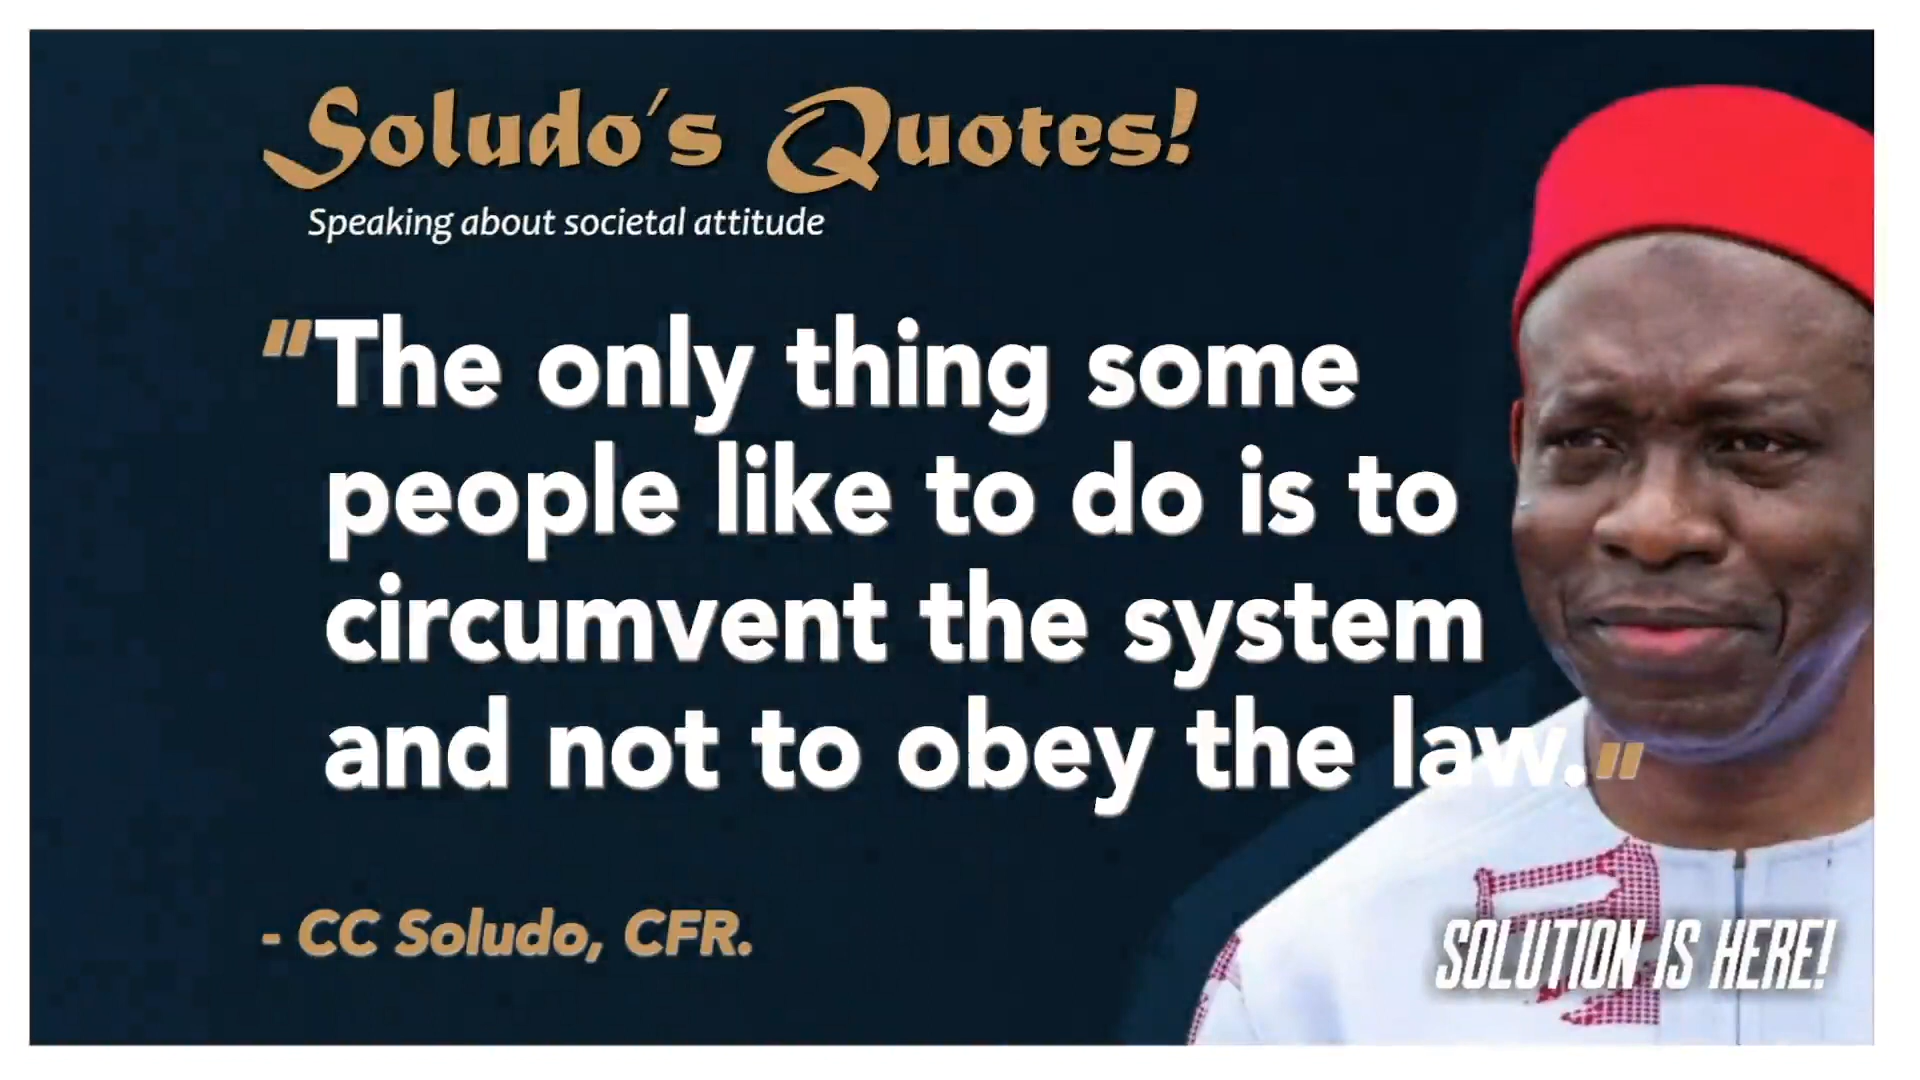 Soludo's Quotes!
Speaking about societal attitude
"The only thing some
people like to do is to
circumvent the system
and not to obey the law."
- CC Soludo, CFR.
SOLUTION IS HERE!